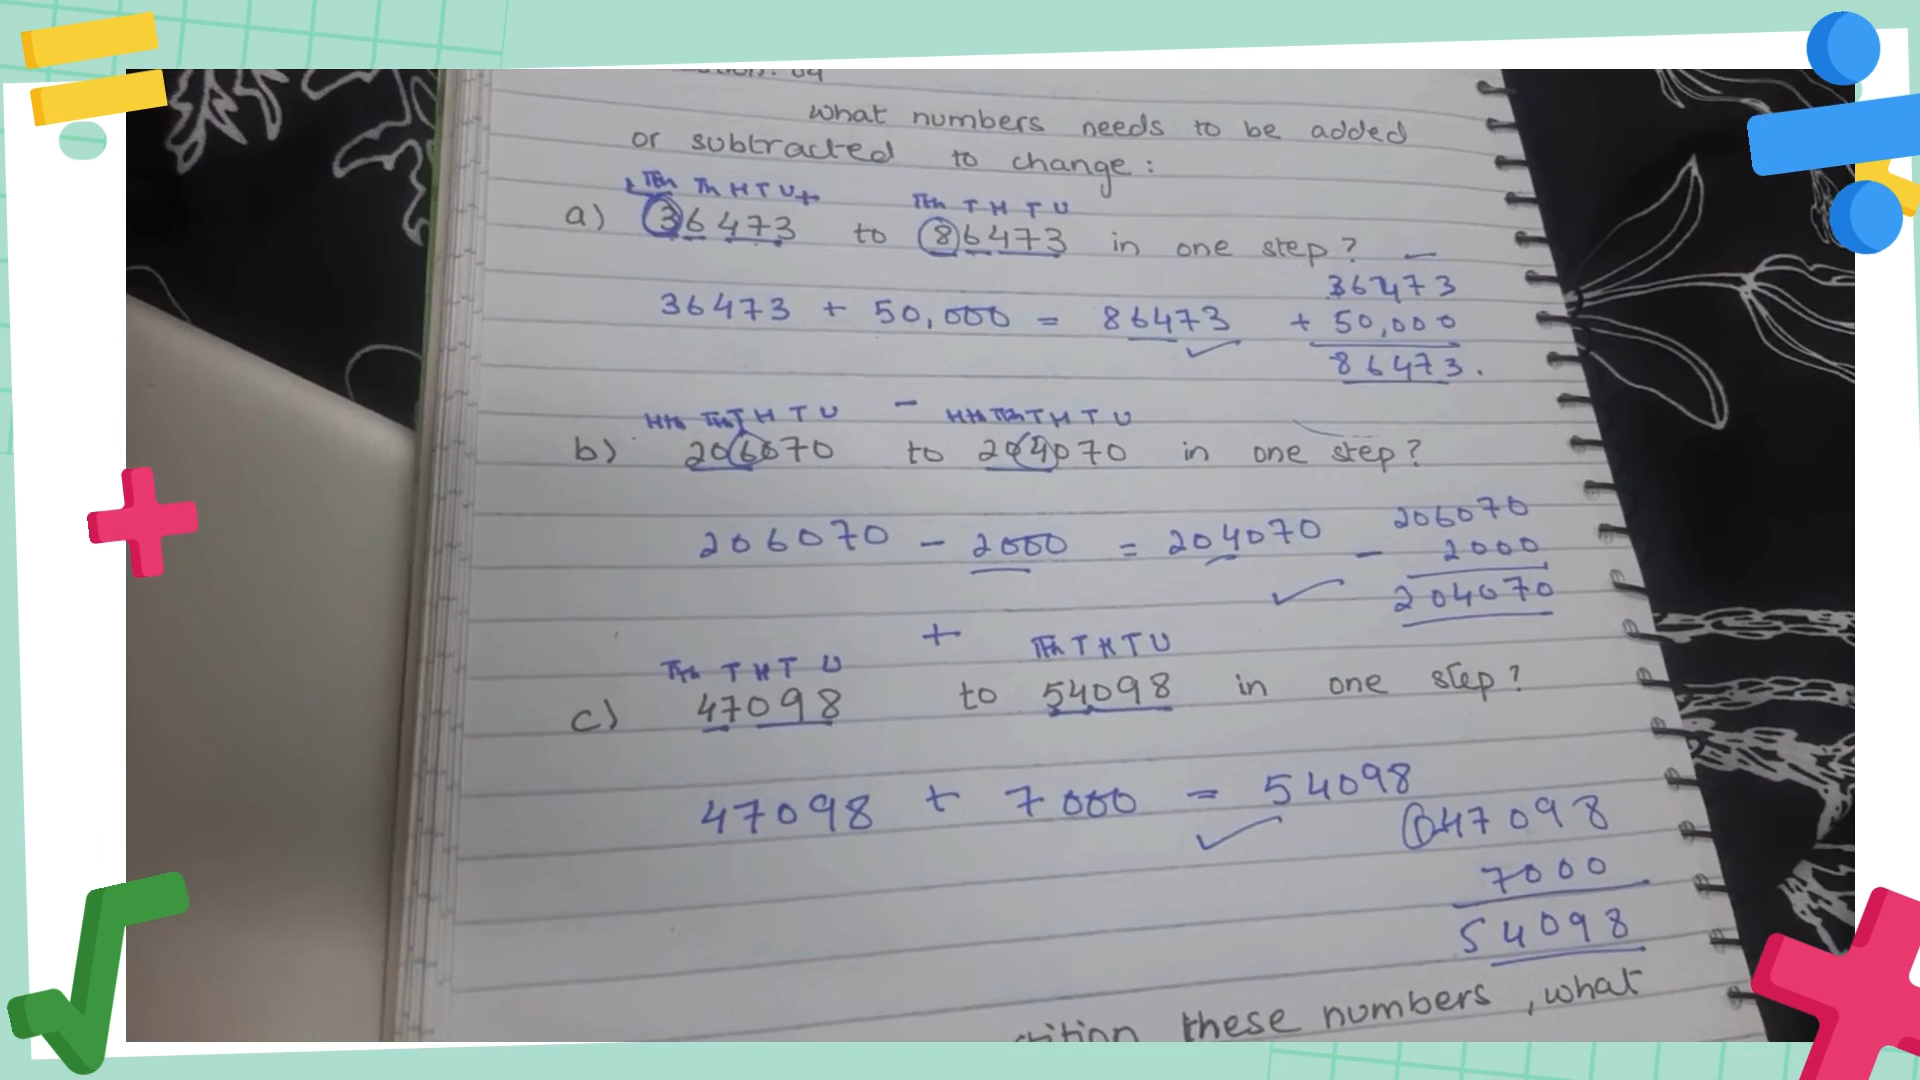 what numbers needs to be added
or subtracted to change:
TTh Th H T U +
TTh T H T U
a) 36473 to 86473 in one step?
36473 + 50,000 = 86473
36473
+ 50,000
86473.
HTh TTh T H T U - HTh TTh T H T U
b) 206070 to 204070 in one step?
206070 - 2000 = 204070
206070
- 2000
204070
TTh T H T U + TTh T H T U
c) 47098 to 54098 in one step?
47098 + 7000 = 54098
47098
7000
54098
these numbers, what